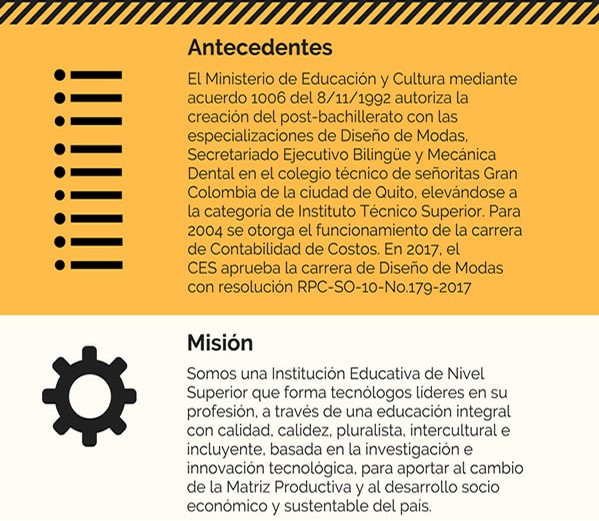 Antecedentes
El Ministerio de Educación y Cultura mediante
acuerdo 1006 del 8/11/1992 autoriza la
creación del post-bachillerato con las
especializaciones de Diseño de Modas,
Secretariado Ejecutivo Bilingüe y Mecánica
Dental en el colegio técnico de señoritas Gran
Colombia de la ciudad de Quito, elevándose a
la categoría de Instituto Técnico Superior. Para
2004 se otorga el funcionamiento de la carrera
de Contabilidad de Costos. En 2017, el
CES aprueba la carrera de Diseño de Modas
con resolución RPC-SO-10-No.179-2017
Misión
Somos una Institución Educativa de Nivel
Superior que forma tecnólogos líderes en su
profesión, a través de una educación integral
con calidad, calidez, pluralista, intercultural e
incluyente, basada en la investigación e
innovación tecnológica, para aportar al cambio
de la Matriz Productiva y al desarrollo socio
económico y sustentable del país.